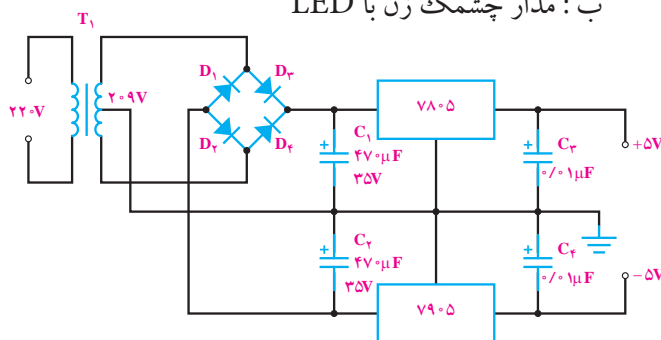 ب : مدار چشمک زن با LED
T۱
۲۲۰V
۲۰۹V
D۱
D۳
D۲
D۴
۷۸۰۵
C۱
۴۷۰μF
۳۵V
C۳
۰/۰۱μF
+۵V
C۲
۴۷۰μF
۳۵V
C۴
۰/۰۱μF
−۵V
۷۹۰۵